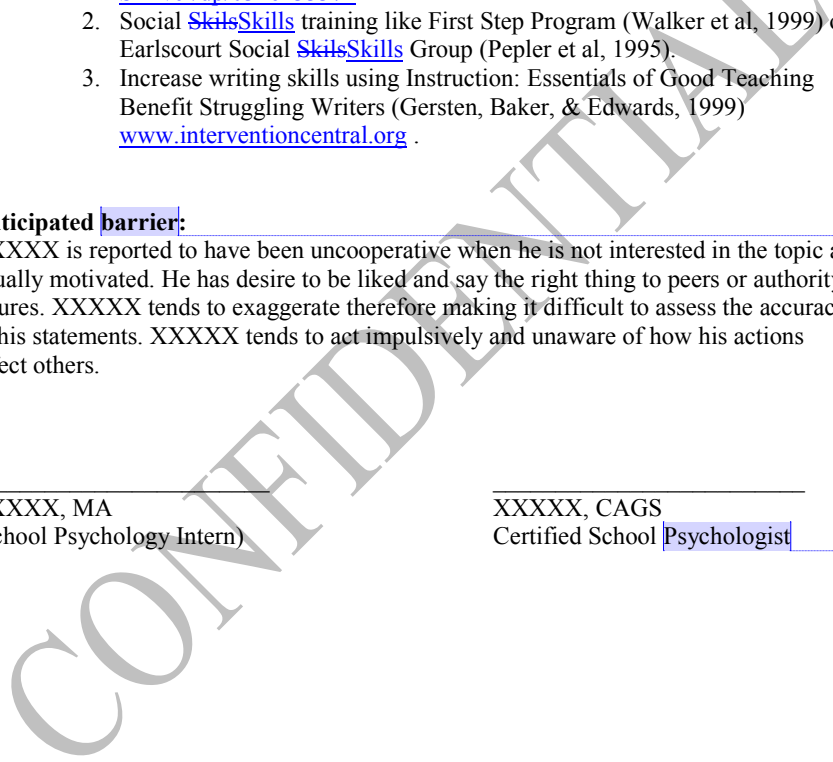 2. Social SkilsSkills training like First Step Program (Walker et al, 1999)
Earlscourt Social SkilsSkills Group (Pepler et al, 1995).
3. Increase writing skills using Instruction: Essentials of Good Teaching
Benefit Struggling Writers (Gersten, Baker, & Edwards, 1999)
www.interventioncentral.org .
ticipated barrier:
XXXX is reported to have been uncooperative when he is not interested in the topic a
ually motivated. He has desire to be liked and say the right thing to peers or authority
ures. XXXXX tends to exaggerate therefore making it difficult to assess the accurac
his statements. XXXXX tends to act impulsively and unaware of how his actions
ect others.
XXXX, MA
XXXXX, CAGS
chool Psychology Intern)
Certified School Psychologist
CONFIDENTIAL